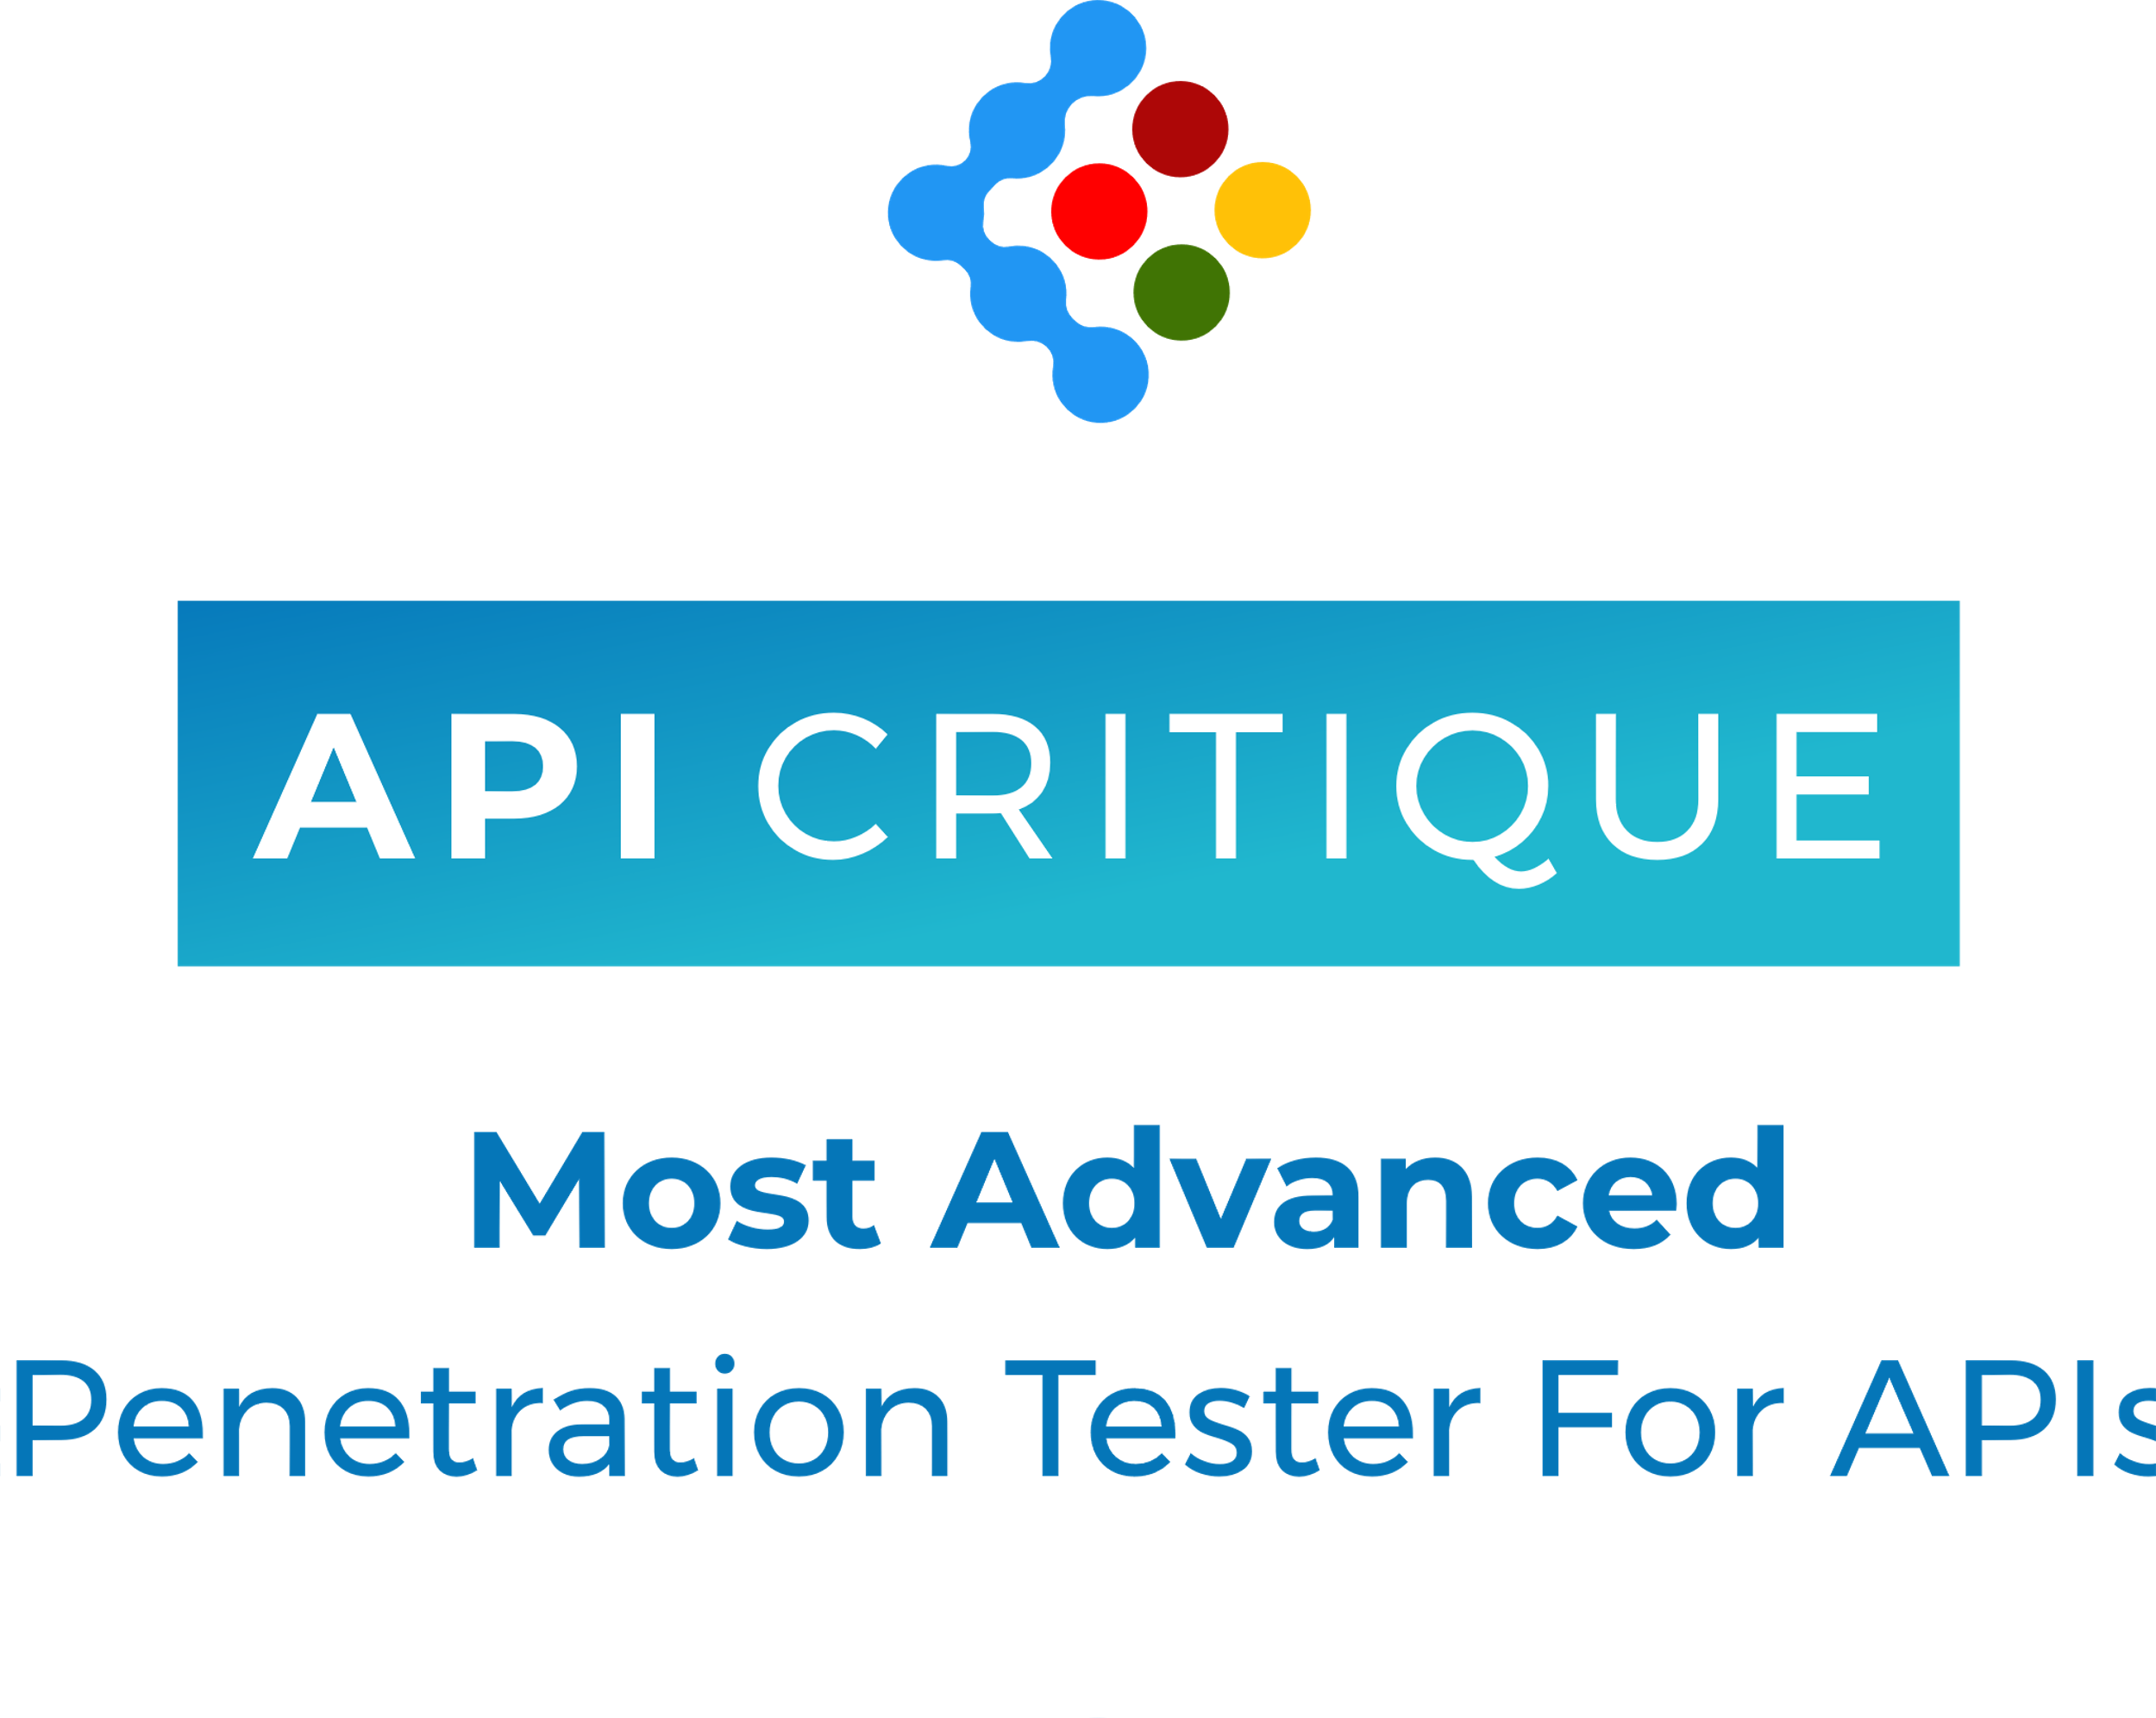 API CRITIQUE
Most Advanced
Penetration Tester For APIs